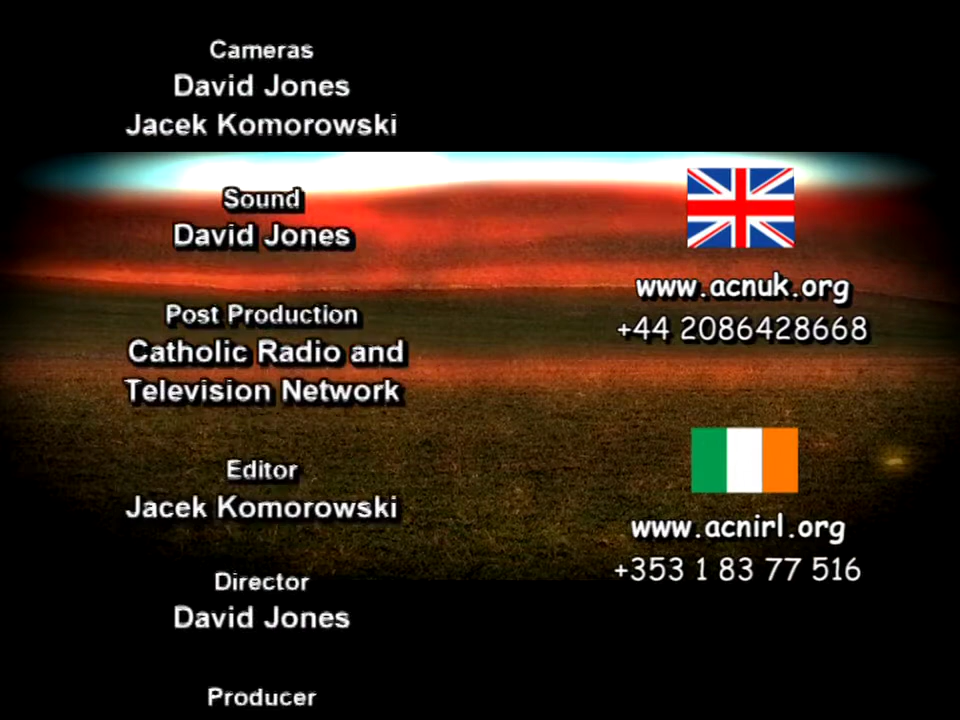 Cameras
David Jones
Jacek Komorowski
Sound
David Jones
Post Production
Catholic Radio and
Television Network
Editor
Jacek Komorowski
Director
David Jones
Producer
www.acnuk.org
+44 2086428668
www.acnirl.org
+353 1 83 77 516